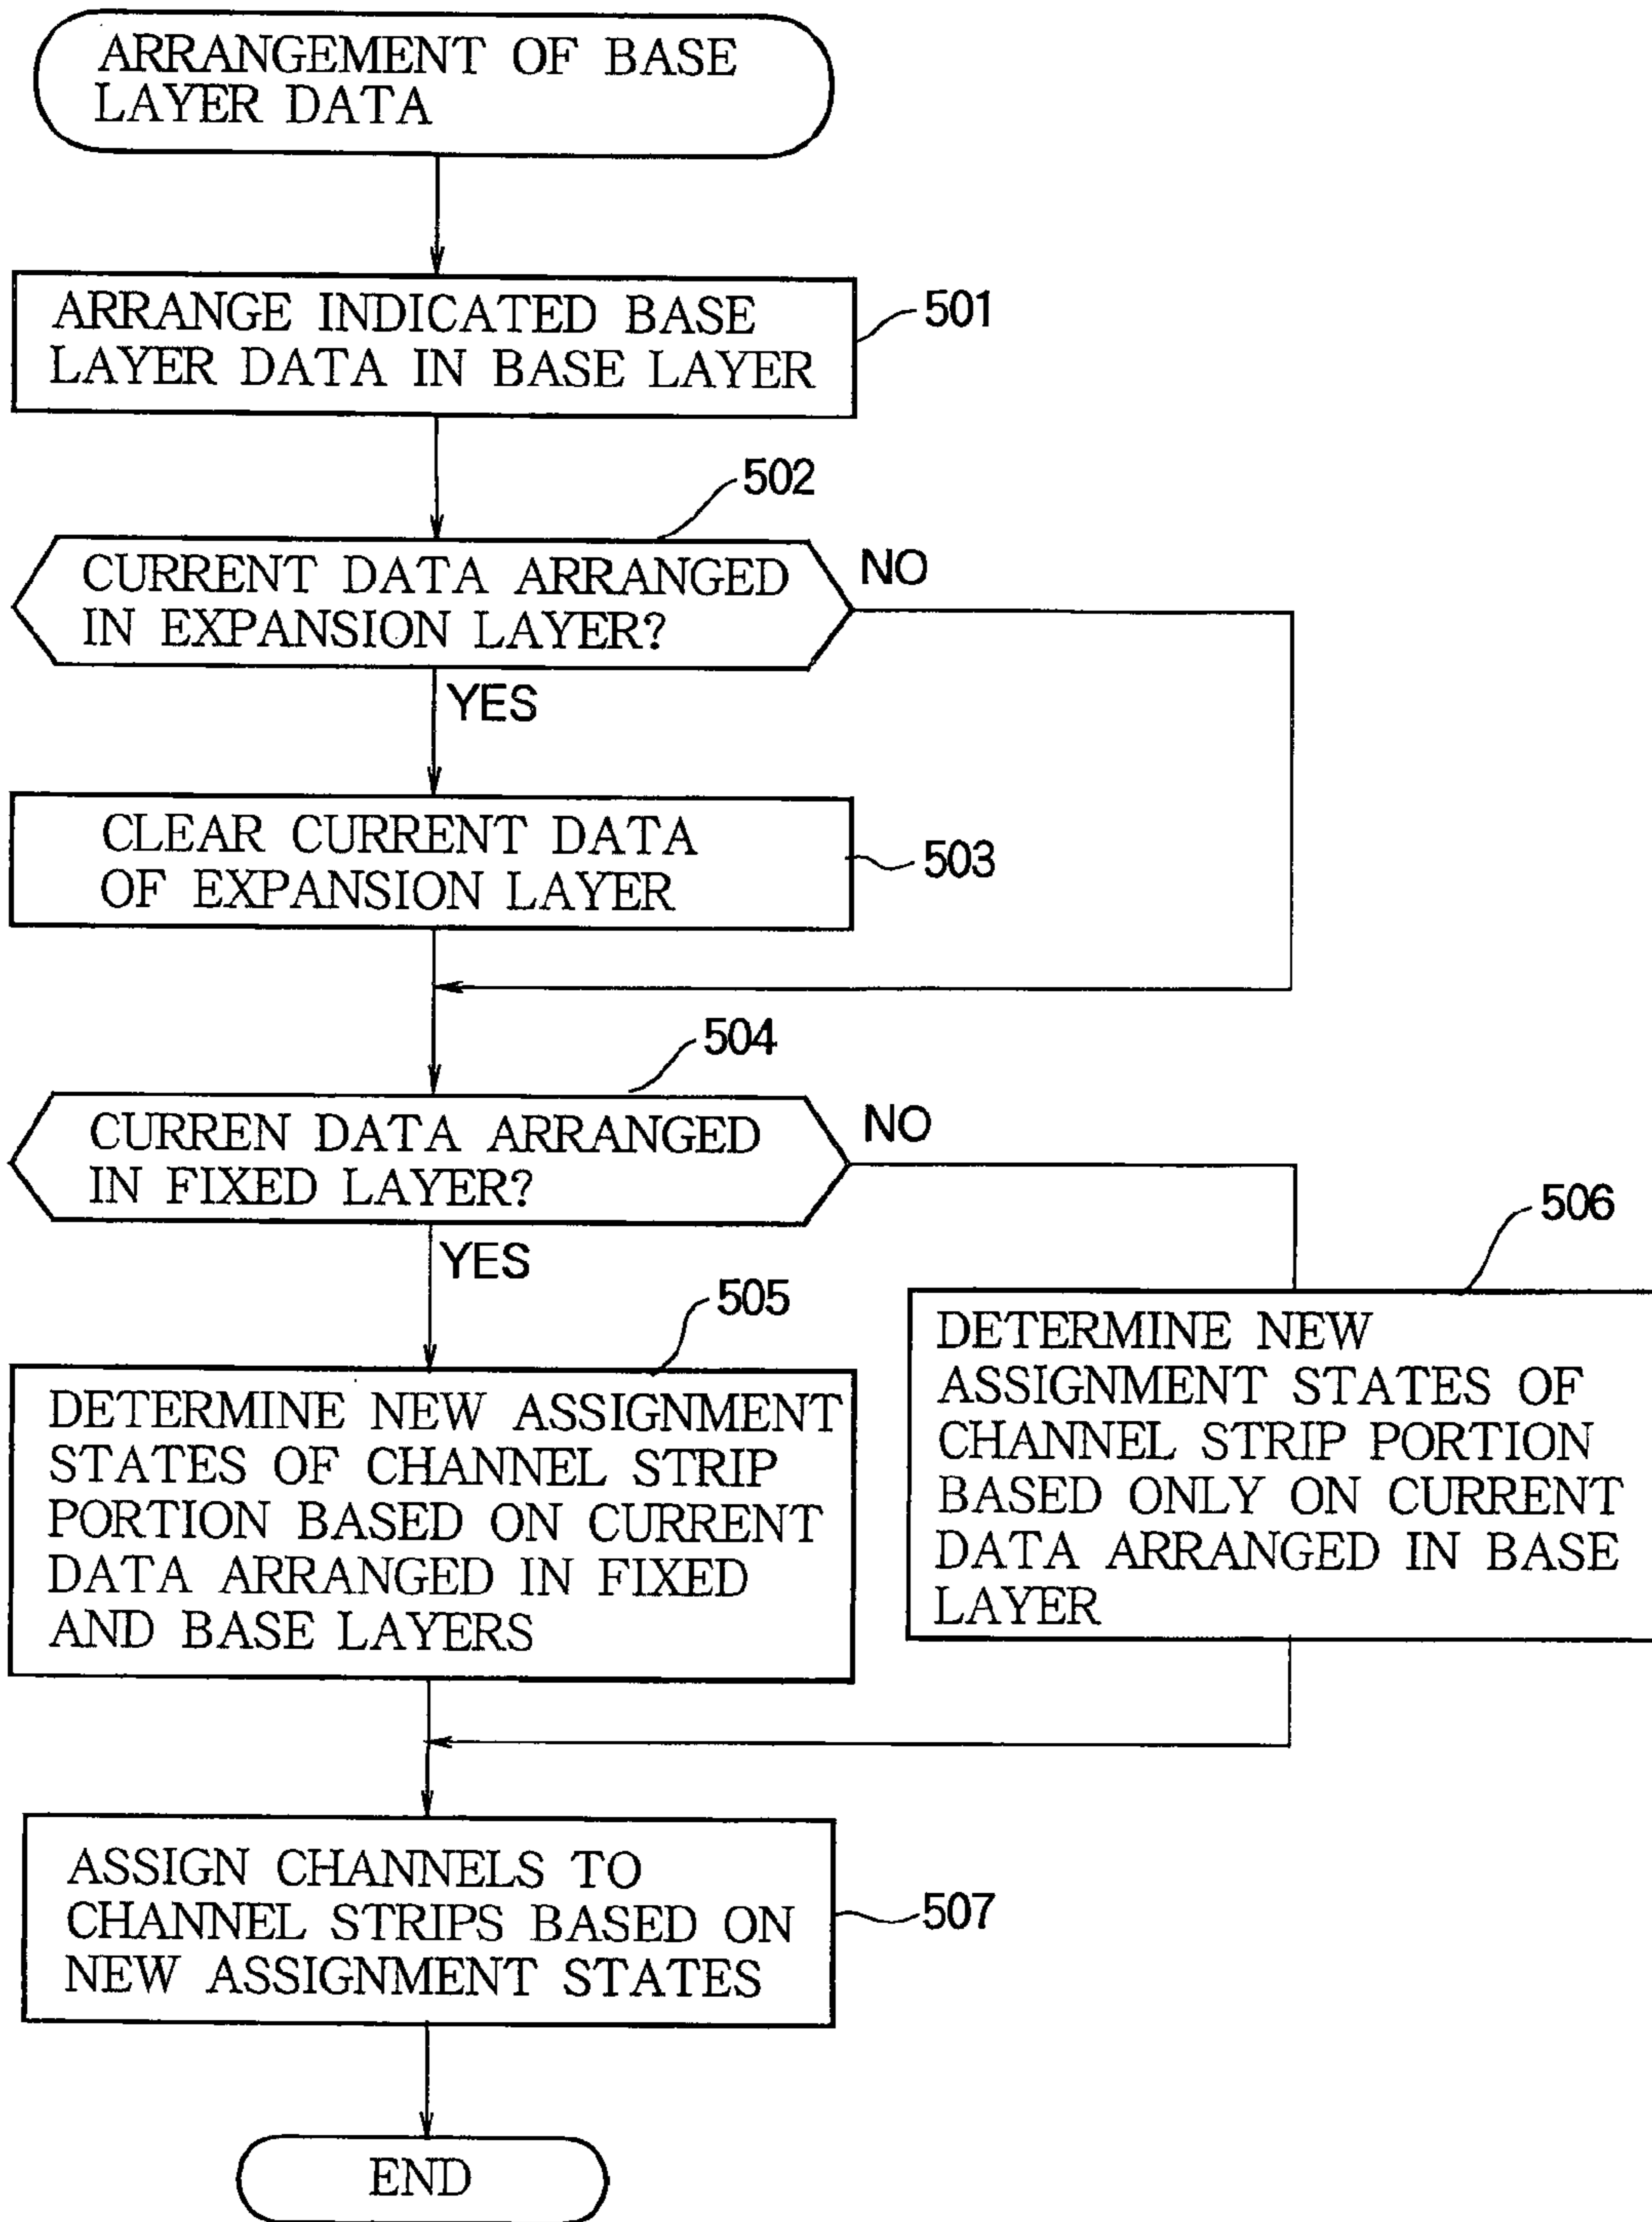 ARRANGEMENT OF BASE
LAYER DATA
ARRANGE INDICATED BASE
LAYER DATA IN BASE LAYER
501
502
CURRENT DATA ARRANGED
IN EXPANSION LAYER?
NO
YES
CLEAR CURRENT DATA
OF EXPANSION LAYER
503
504
CURREN DATA ARRANGED
IN FIXED LAYER?
NO
YES
505
DETERMINE NEW ASSIGNMENT
STATES OF CHANNEL STRIP
PORTION BASED ON CURRENT
DATA ARRANGED IN FIXED
AND BASE LAYERS
506
DETERMINE NEW
ASSIGNMENT STATES OF
CHANNEL STRIP PORTION
BASED ONLY ON CURRENT
DATA ARRANGED IN BASE
LAYER
ASSIGN CHANNELS TO
CHANNEL STRIPS BASED ON
NEW ASSIGNMENT STATES
507
END